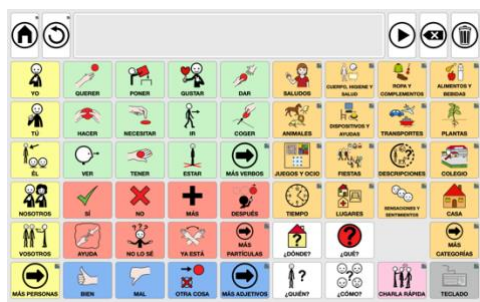 YO
QUERER
PONER
GUSTAR
DAR
SALUDOS
CUERPO, HIGIENE Y
SALUD
ROPA Y
COMPLEMENTOS
ALIMENTOS Y
BEBIDAS
TÚ
HACER
NECESITAR
IR
COGER
ANIMALES
DISPOSITIVOS Y
AYUDAS
TRANSPORTES
PLANTAS
ÉL
VER
TENER
ESTAR
MÁS VERBOS
JUEGOS Y OCIO
FIESTAS
DESCRIPCIONES
COLEGIO
NOSOTROS
SÍ
NO
MÁS
DESPUÉS
TIEMPO
LUGARES
SENSACIONES Y
SENTIMIENTOS
CASA
VOSOTROS
AYUDA
NO LO SÉ
YA ESTÁ
MÁS
PARTÍCULAS
¿DÓNDE?
¿QUÉ?
MÁS
CATEGORÍAS
MÁS PERSONAS
BIEN
MAL
OTRA COSA
MÁS ADJETIVOS
¿QUIÉN?
¿CÓMO?
CHARLA RÁPIDA
TECLADO